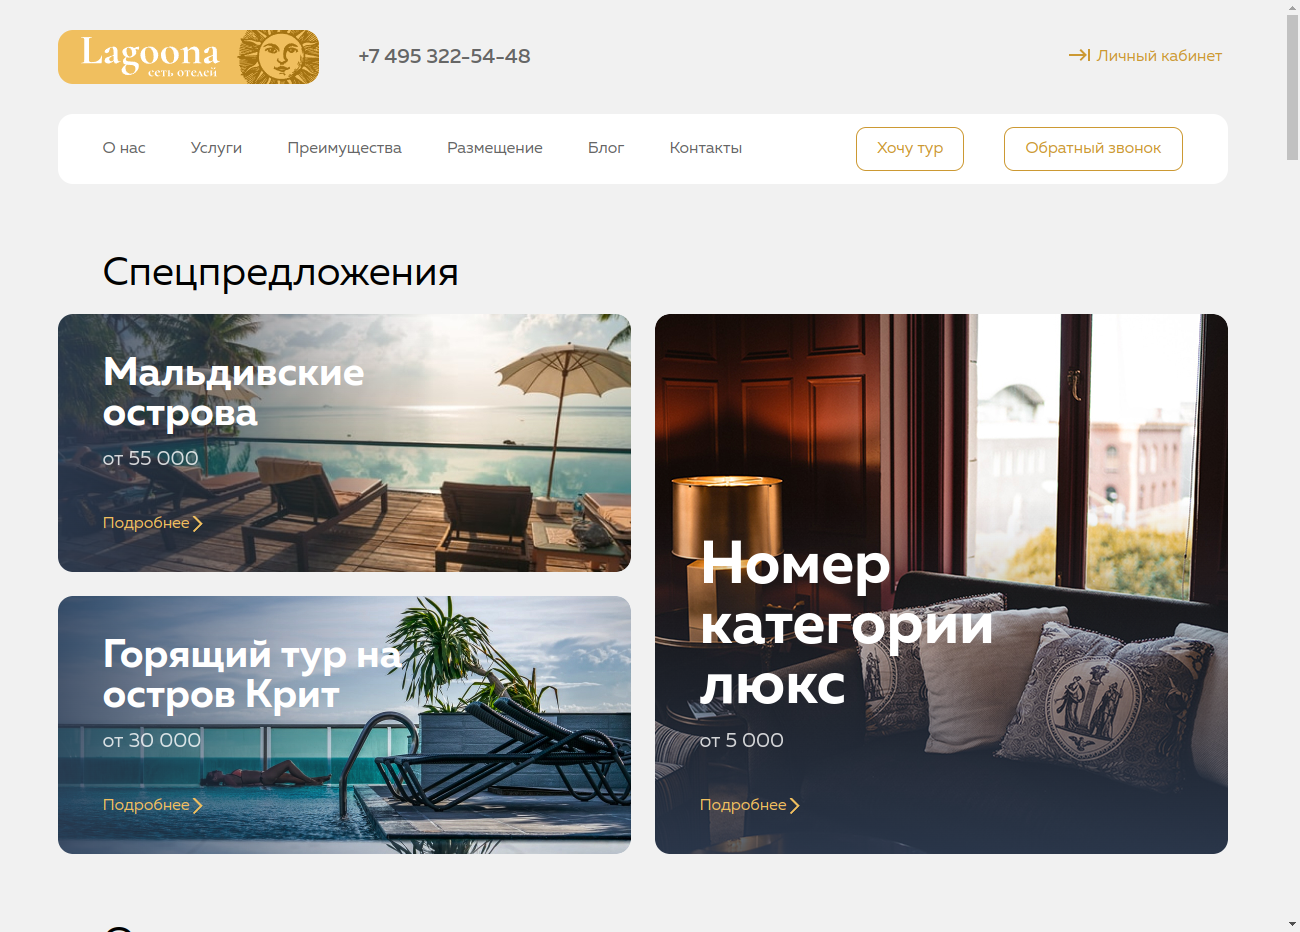 Lagoona
сеть отелей
+7 495 322-54-48
Личный кабинет
О нас
Услуги
Преимущества
Размещение
Блог
Контакты
Хочу тур
Обратный звонок
Спецпредложения
Мальдивские
острова
от 55 000
Подробнее
Горящий тур на
остров Крит
от 30 000
Подробнее
Номер
категории
люкс
от 5 000
Подробнее